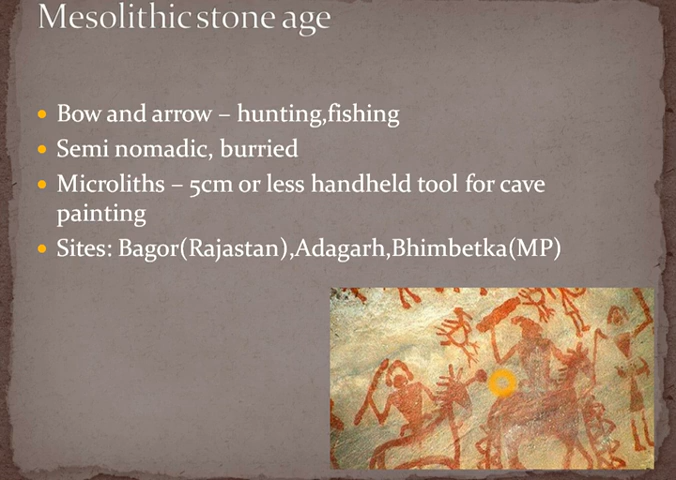 Mesolithic stone age
• Bow and arrow – hunting,fishing
• Semi nomadic, burried
• Microliths – 5cm or less handheld tool for cave
painting
• Sites: Bagor(Rajastan),Adagarh,Bhimbetka(MP)